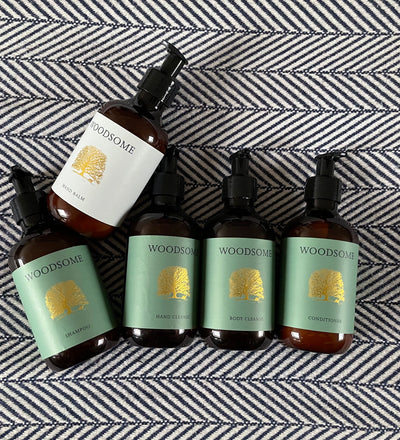 WOODSOME
HAND BALM
WOODSOME
SHAMPOO
WOODSOME
HAND CLEANSE
WOODSOME
BODY CLEANSE
WOODSOME
CONDITIONER